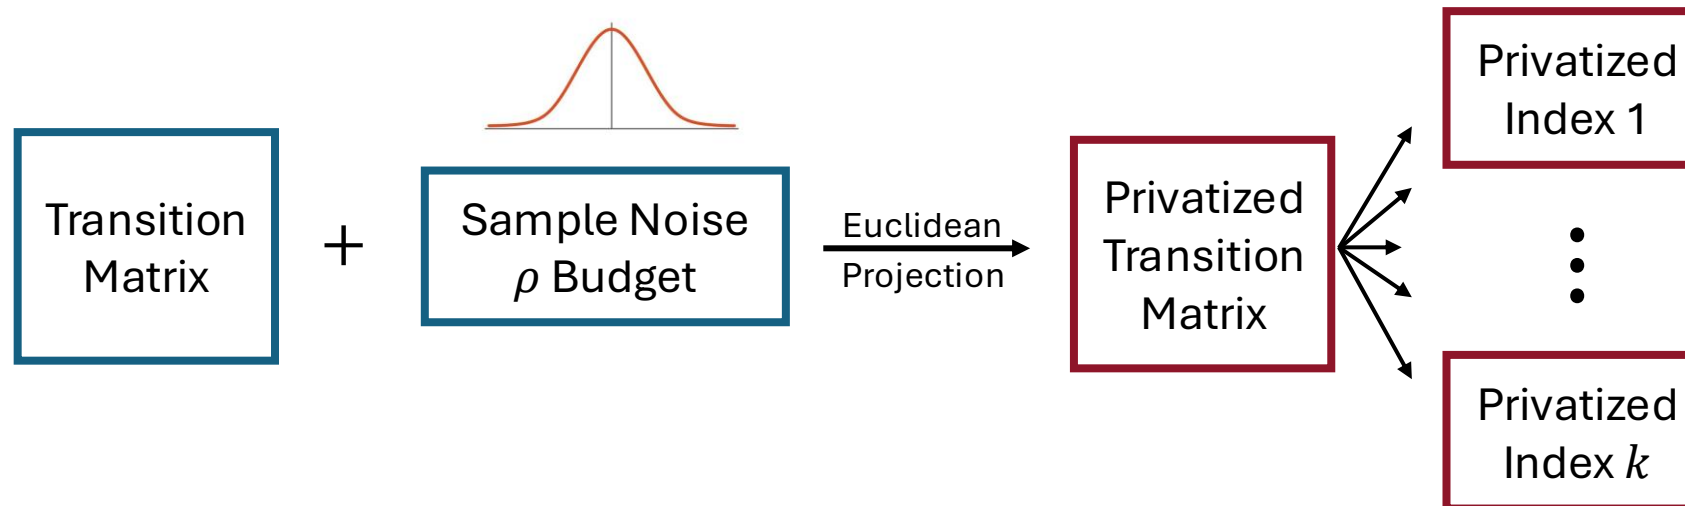 Transition
Matrix
+
Sample Noise
ρ Budget
Euclidean
Projection
Privatized
Transition
Matrix
Privatized
Index 1
Privatized
Index k